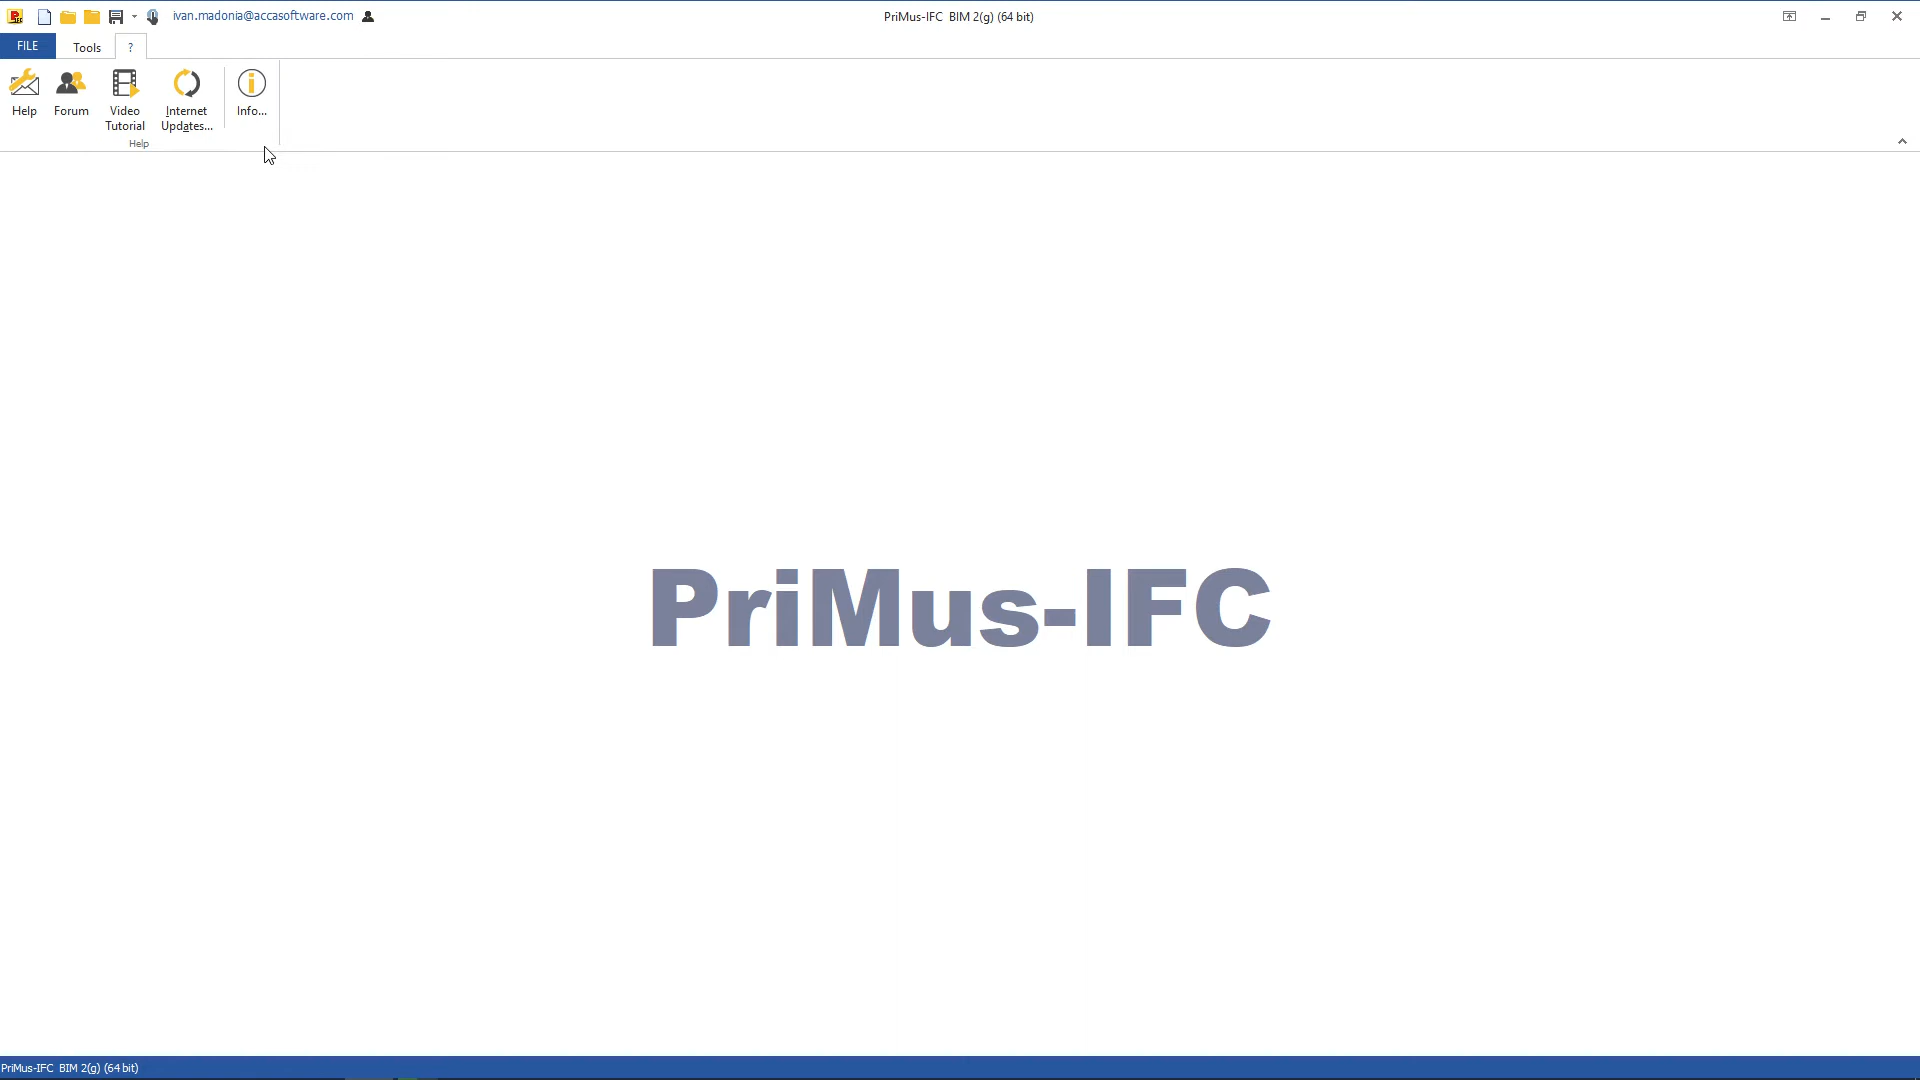 ivan.madonia@accasoftware.com
PriMus-IFC BIM 2(g) (64 bit)
FILE
Tools
?
Help
Forum
Video
Tutorial
Internet
Updates...
Info...
Help
PriMus-IFC
PriMus-IFC BIM 2(g) (64 bit)